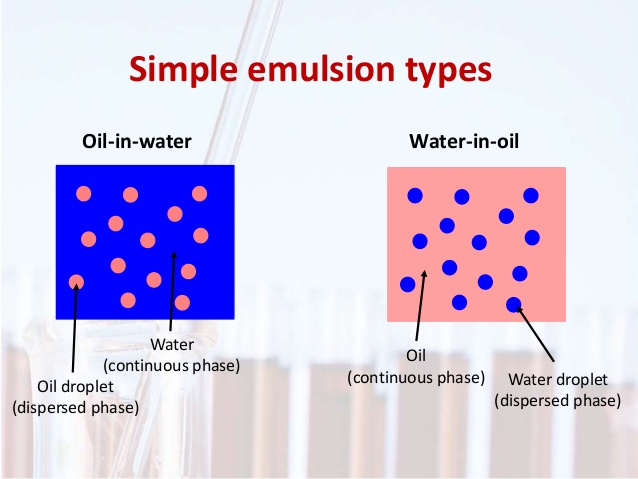 Simple emulsion types
Oil-in-water
Water-in-oil
Water
(continuous phase)
Oil droplet
(dispersed phase)
Oil
(continuous phase)
Water droplet
(dispersed phase)